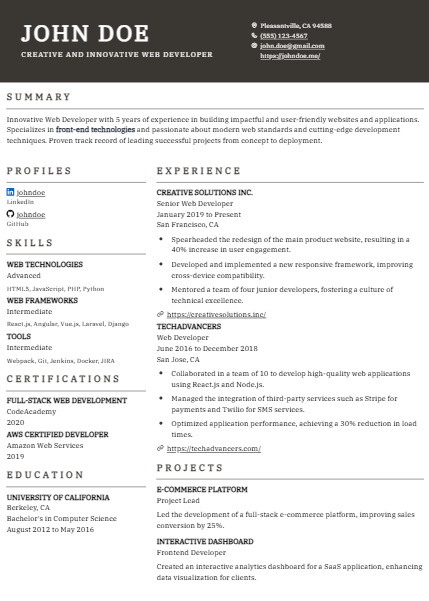 JOHN DOE
CREATIVE AND INNOVATIVE WEB DEVELOPER
Pleasantville, CA 94588
(555) 123-4567
john.doe@gmail.com
https://johndoe.me/
SUMMARY
Innovative Web Developer with 5 years of experience in building impactful and user-friendly websites and applications.
Specializes in front-end technologies and passionate about modern web standards and cutting-edge development
techniques. Proven track record of leading successful projects from concept to deployment.
PROFILES
johndoe
LinkedIn
johndoe
GitHub
SKILLS
WEB TECHNOLOGIES
Advanced
HTML5, JavaScript, PHP, Python
WEB FRAMEWORKS
Intermediate
React.js, Angular, Vue.js, Laravel, Django
TOOLS
Intermediate
Webpack, Git, Jenkins, Docker, JIRA
CERTIFICATIONS
FULL-STACK WEB DEVELOPMENT
CodeAcademy
2020
AWS CERTIFIED DEVELOPER
Amazon Web Services
2019
EDUCATION
UNIVERSITY OF CALIFORNIA
Berkeley, CA
Bachelor's in Computer Science
August 2012 to May 2016
EXPERIENCE
CREATIVE SOLUTIONS INC.
Senior Web Developer
January 2019 to Present
San Francisco, CA
• Spearheaded the redesign of the main product website, resulting in a
40% increase in user engagement.
• Developed and implemented a new responsive framework, improving
cross-device compatibility.
• Mentored a team of four junior developers, fostering a culture of
technical excellence.
https://creativesolutions.inc/
TECHADVANCERS
Web Developer
June 2016 to December 2018
San Jose, CA
• Collaborated in a team of 10 to develop high-quality web applications
using React.js and Node.js.
• Managed the integration of third-party services such as Stripe for
payments and Twilio for SMS services.
• Optimized application performance, achieving a 30% reduction in load
times.
https://techadvancers.com/
PROJECTS
E-COMMERCE PLATFORM
Project Lead
Led the development of a full-stack e-commerce platform, improving sales
conversion by 25%.
INTERACTIVE DASHBOARD
Frontend Developer
Created an interactive analytics dashboard for a SaaS application, enhancing
data visualization for clients.